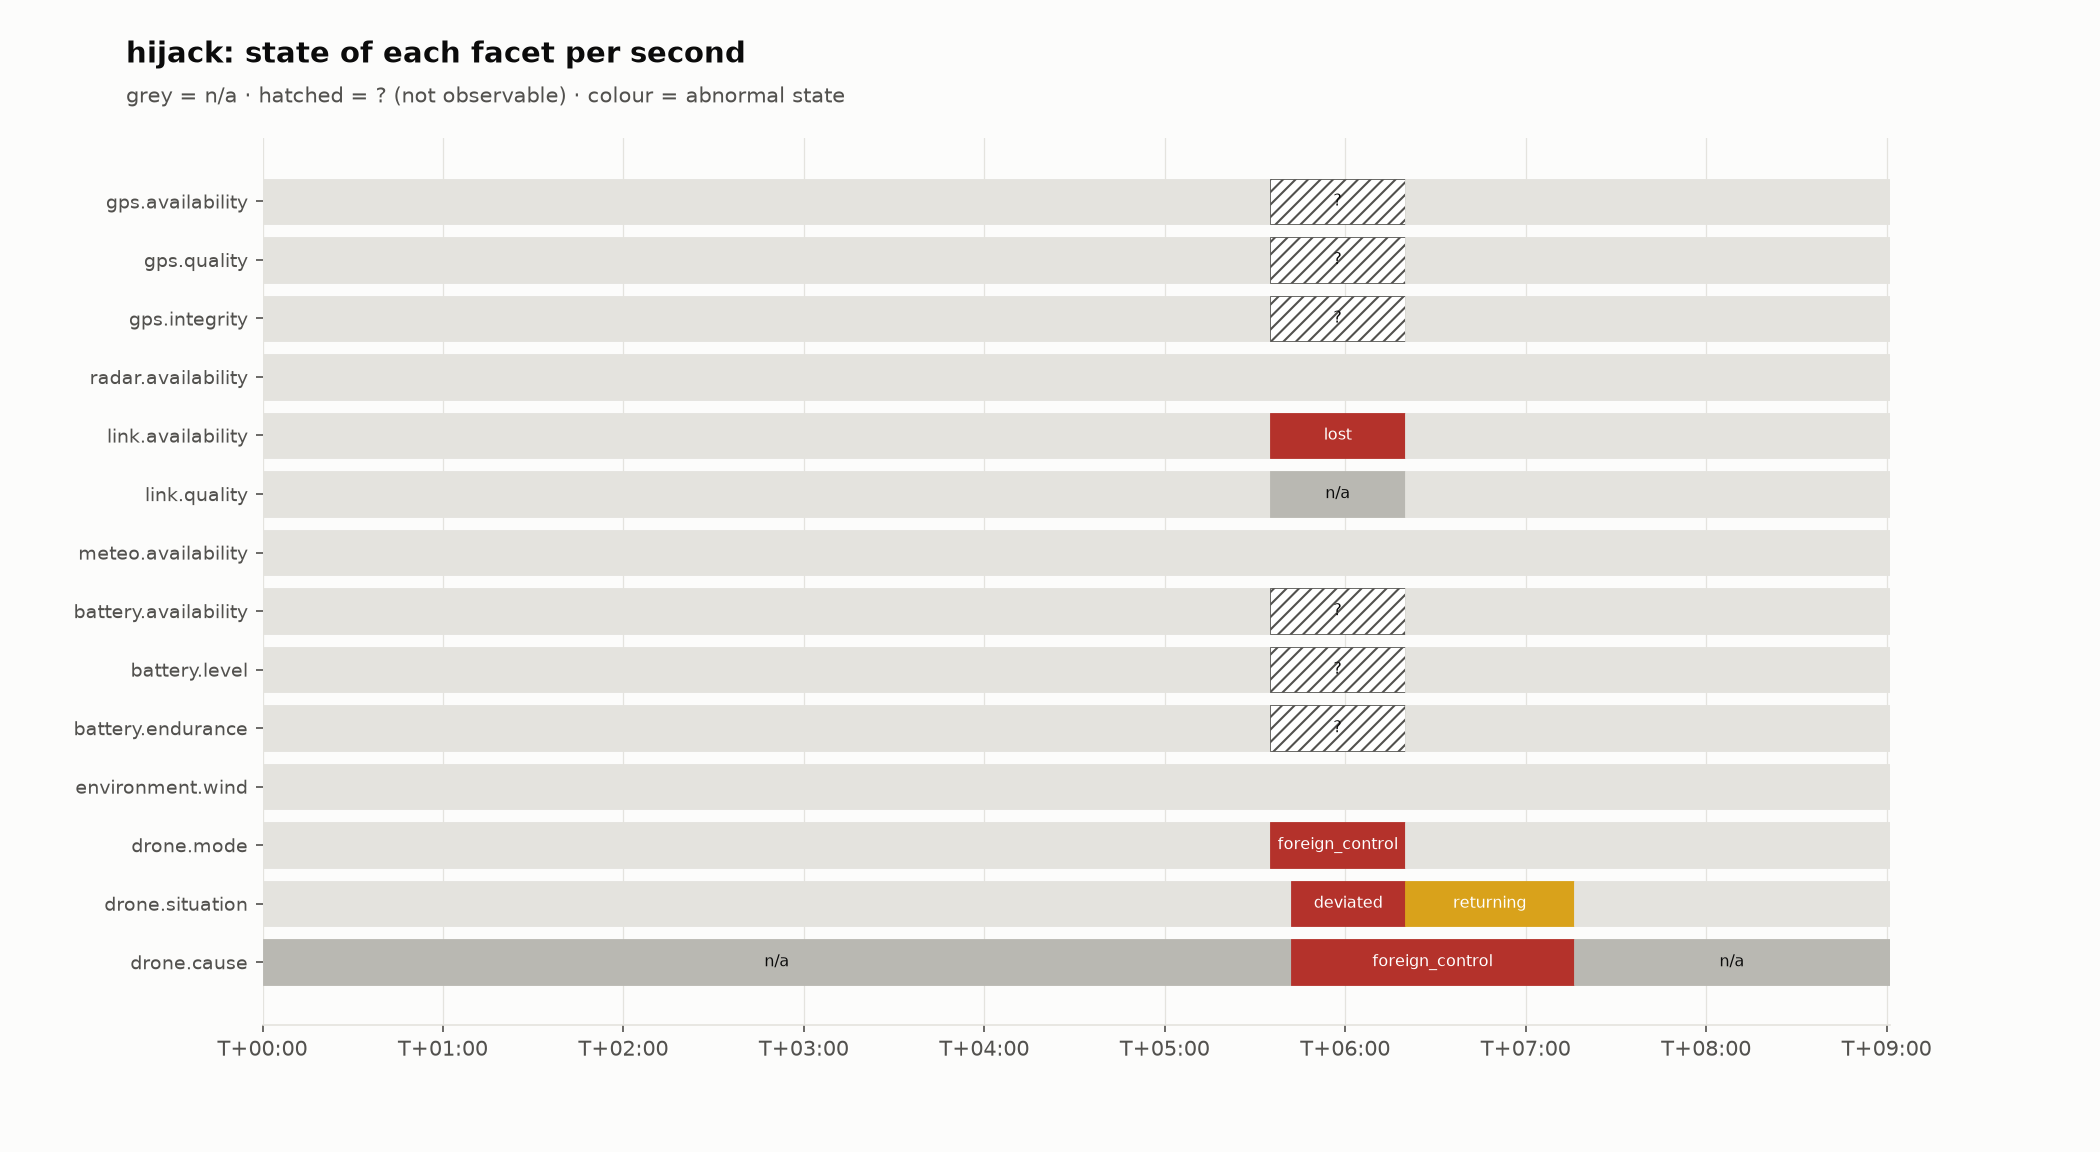 hijack: state of each facet per second
grey = n/a · hatched = ? (not observable) · colour = abnormal state
gps.availability ?
gps.quality ?
gps.integrity ?
radar.availability
link.availability lost
link.quality n/a
meteo.availability
battery.availability ?
battery.level ?
battery.endurance ?
environment.wind
drone.mode foreign_control
drone.situation deviated returning
drone.cause n/a foreign_control n/a
T+00:00 T+01:00 T+02:00 T+03:00 T+04:00 T+05:00 T+06:00 T+07:00 T+08:00 T+09:00